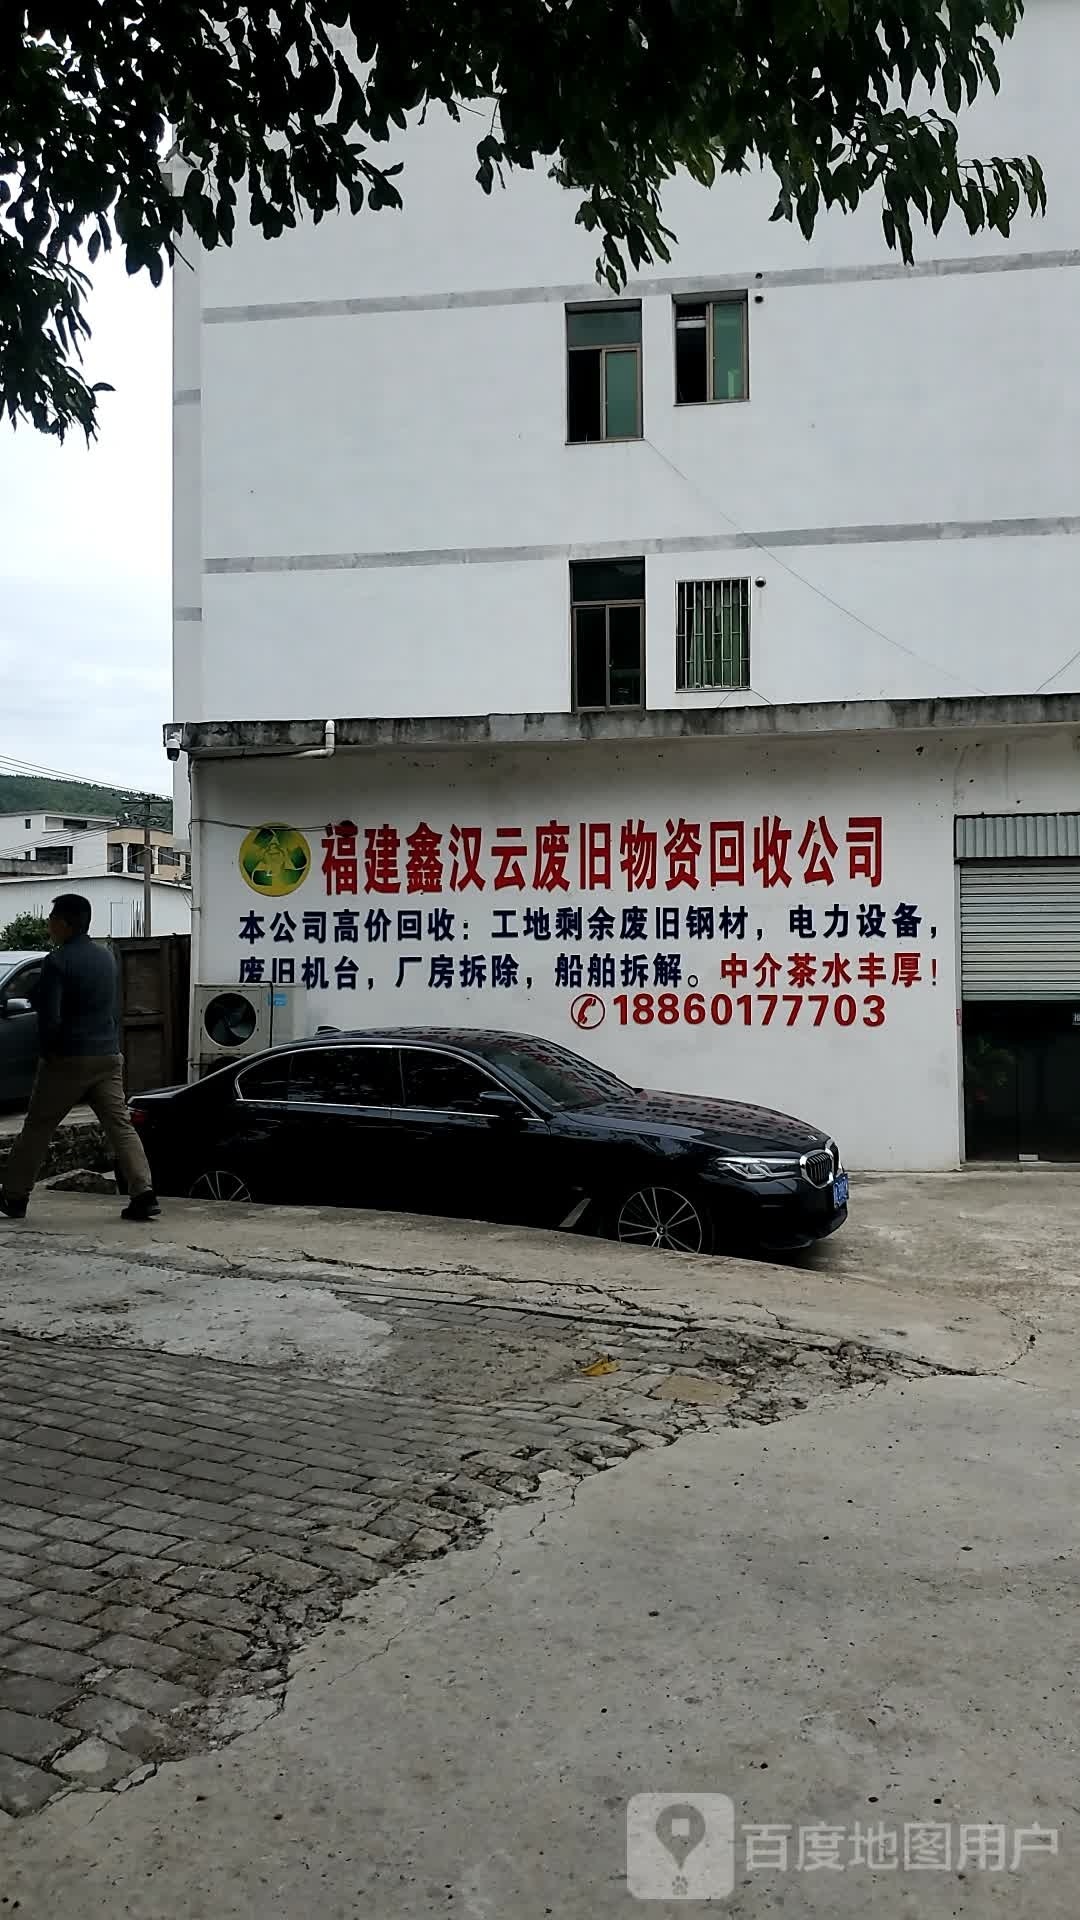 福建鑫汉云废旧物资回收公司
本公司高价回收：工地剩余废旧钢材，电力设备，
废旧机台，厂房拆除，船舶拆解。中介茶水丰厚！
18860177703
百度地图用户